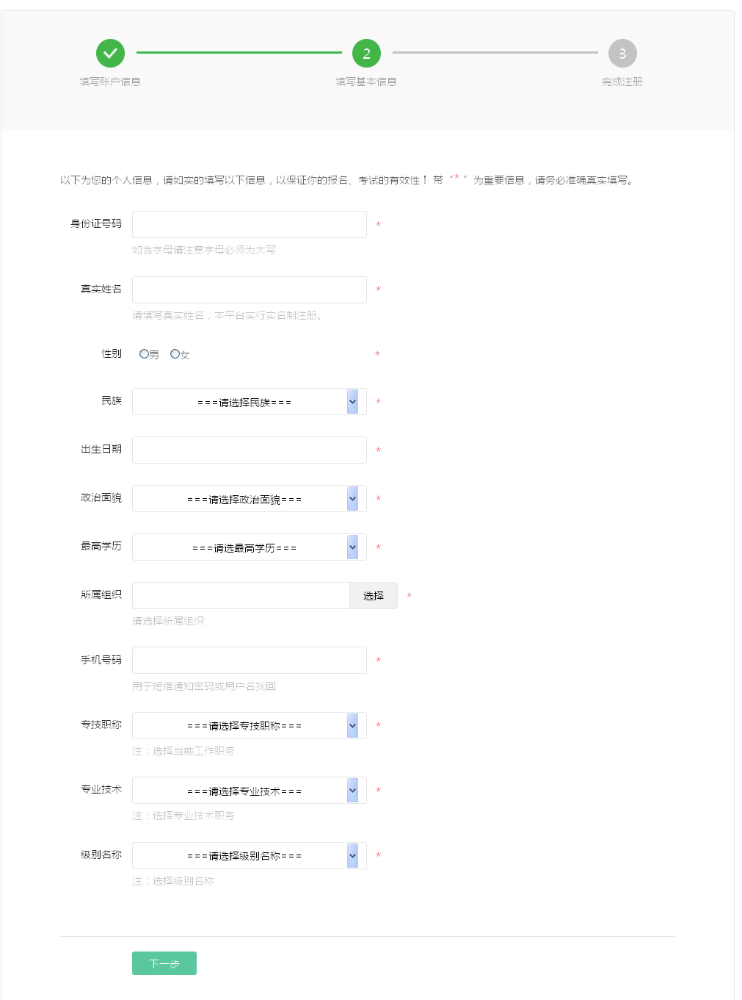 2
3
填写账户信息
填写基本信息
完成注册
以下为您的个人信息，请如实的填写以下信息，以保证你的报名、考试的有效性！ 带“*”为重要信息，请务必准确真实填写。
身份证号码 *
如含字母请注意字母必须为大写
真实姓名 *
请填写真实姓名，本平台实行实名制注册。
性别 男 女 *
民族 ===请选择民族=== *
出生日期 *
政治面貌 ===请选择政治面貌=== *
最高学历 ===请选最高学历=== *
所属组织 选择 *
请选择所属组织
手机号码 *
用于短信通知密码或用户名找回
专技职称 ===请选择专技职称=== *
注：选择当前工作职务
专业技术 ===请选择专业技术=== *
注：选择专业技术职务
级别名称 ===请选择级别名称=== *
注：选择级别名称
下一步